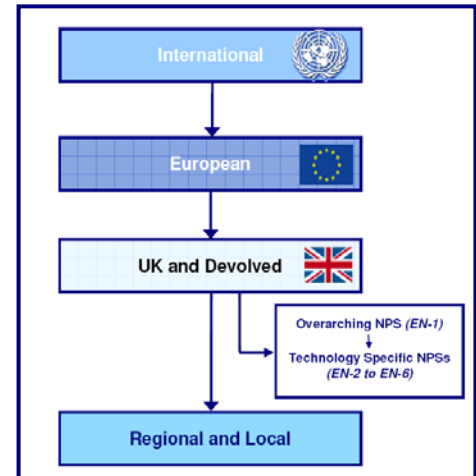 International
European
UK and Devolved
Overarching NPS (EN-1)
Technology Specific NPSs
(EN-2 to EN-6)
Regional and Local